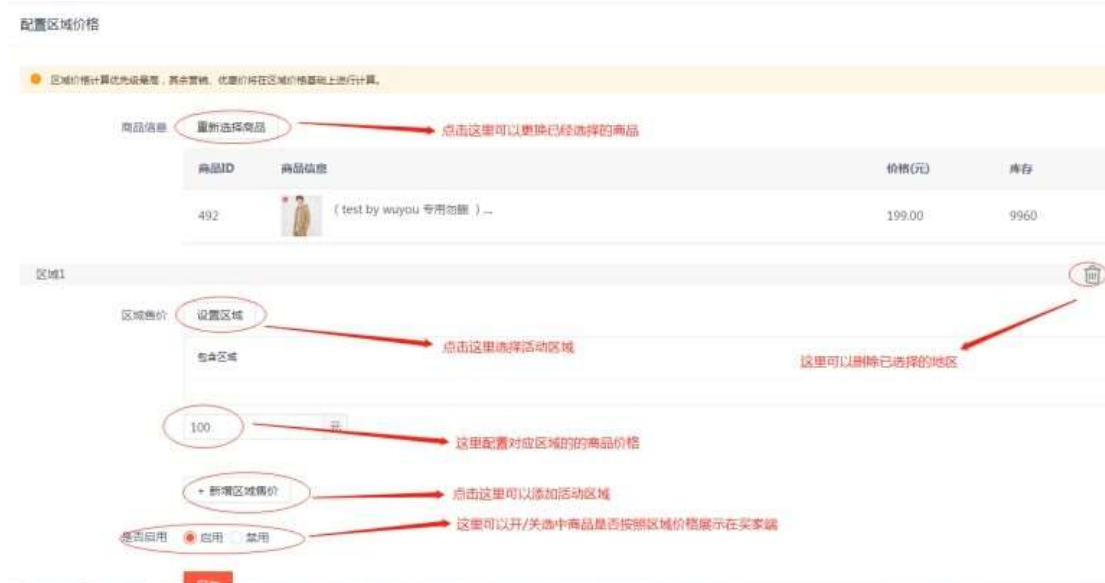 配置区域价格
区域价格计算优先级最高，其余营销、优惠价将在区域价格基础上进行计算。
商品信息 重新选择商品 点击这里可以更换已经选择的商品
商品ID 商品信息 价格(元) 库存
492 （test by wuyou 专用勿删 ）... 199.00 9960
区域1
区域售价 设置区域
点击这里选择活动区域
包含区域
这里可以删除已选择的地区
100 元
这里配置对应区域的的商品价格
+ 新增区域售价 点击这里可以添加活动区域
这里可以开/关选中商品是否按照区域价格展示在买家端
是否启用 启用 禁用